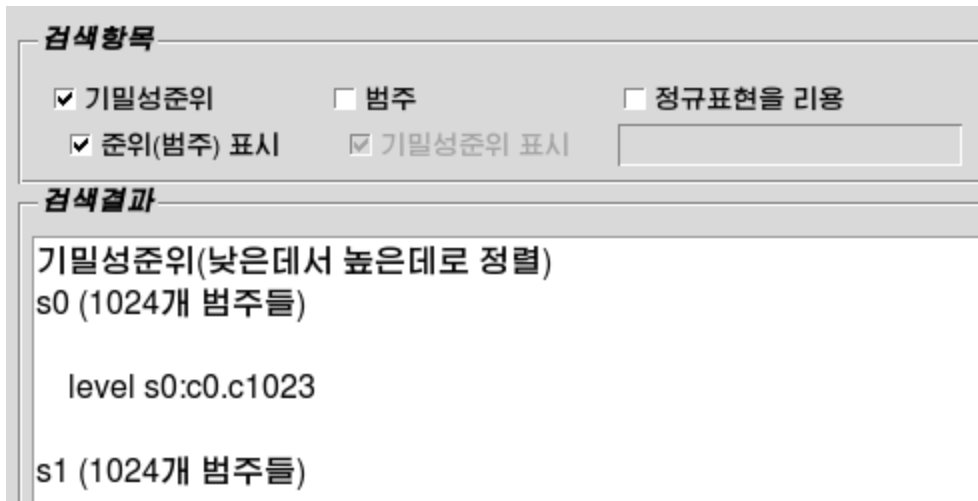 검색항목
기밀성준위 범주 정규표현을 리용
준위(범주) 표시 기밀성준위 표시
검색결과
기밀성준위(낮은데서 높은데로 정렬)
s0 (1024개 범주들)
level s0:c0.c1023
s1 (1024개 범주들)